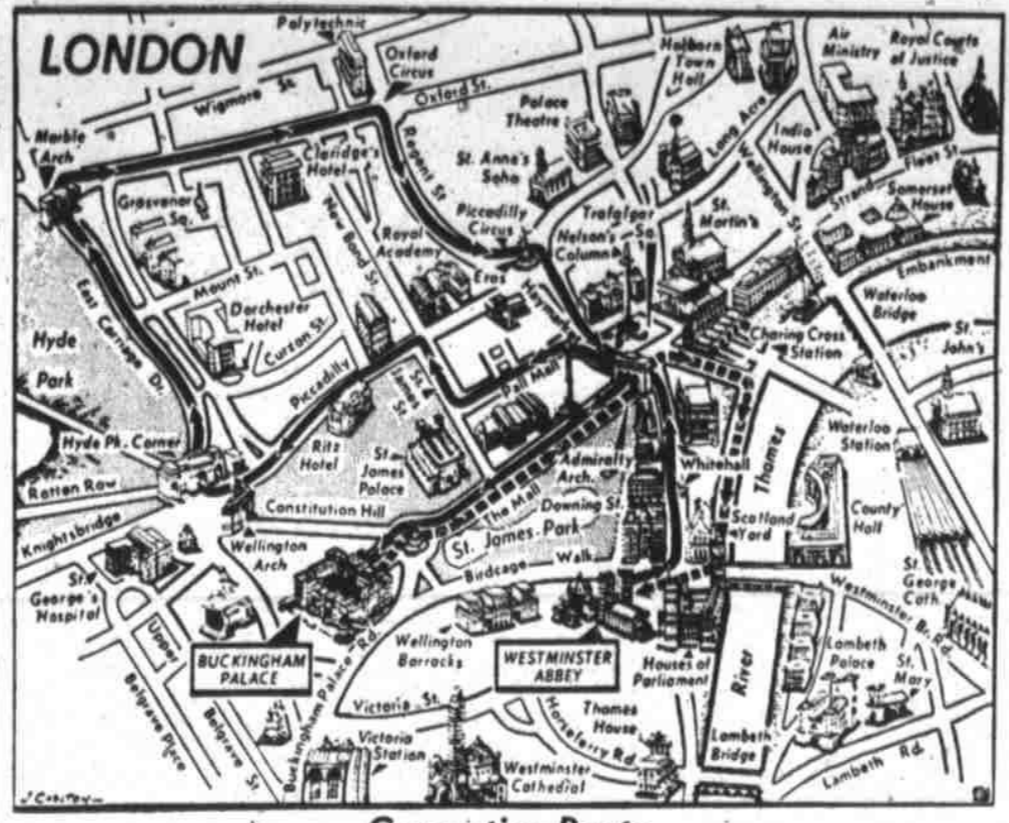 LONDON
Polytechnic
Oxford
Circus
Wigmore St.
Oxford St.
Holborn
Town
Hall
Air
Ministry
Royal Courts
of Justice
Marble
Arch
Palace
Theatre
Long Acre
India
House
Fleet St.
Claridge's
Hotel
Regent St.
St. Anne's
Soho
Wellington St.
Strand
Somerset
House
Grosvenor
Sq.
New Bond St.
Royal
Academy
Piccadilly
Circus
Trafalgar
Sq.
Nelson's
Column
St.
Martin's
Eros
Embankment
Mount St.
Waterloo
Bridge
East Carriage Dr.
Dorchester
Hotel
Curzon St.
Haymarket
Charing Cross
Station
St.
John's
Hyde
Park
Piccadilly
St.
James
St.
Pall Mall
Hyde Pk. Corner
Ritz
Hotel
St.
James
Palace
Admiralty
Arch.
Whitehall
Thames
Waterloo
Station
Rotten Row
Constitution Hill
The Mall
Downing St.
Scotland
Yard
County
Hall
Knightsbridge
Wellington
Arch
St. James Park
Birdcage Walk
St.
George
Cath.
St.
George's
Hospital
Westminster Br. Rd.
Upper
Belgrave St.
BUCKINGHAM
PALACE
Wellington
Barracks
WESTMINSTER
ABBEY
Houses of
Parliament
River
Lambeth
Palace
St.
Mary
Belgrave Place
Buckingham Palace Rd.
Victoria St.
Horseferry Rd.
Thames
House
Lambeth
Bridge
Lambeth
Rd.
Victoria
Station
Westminster
Cathedral